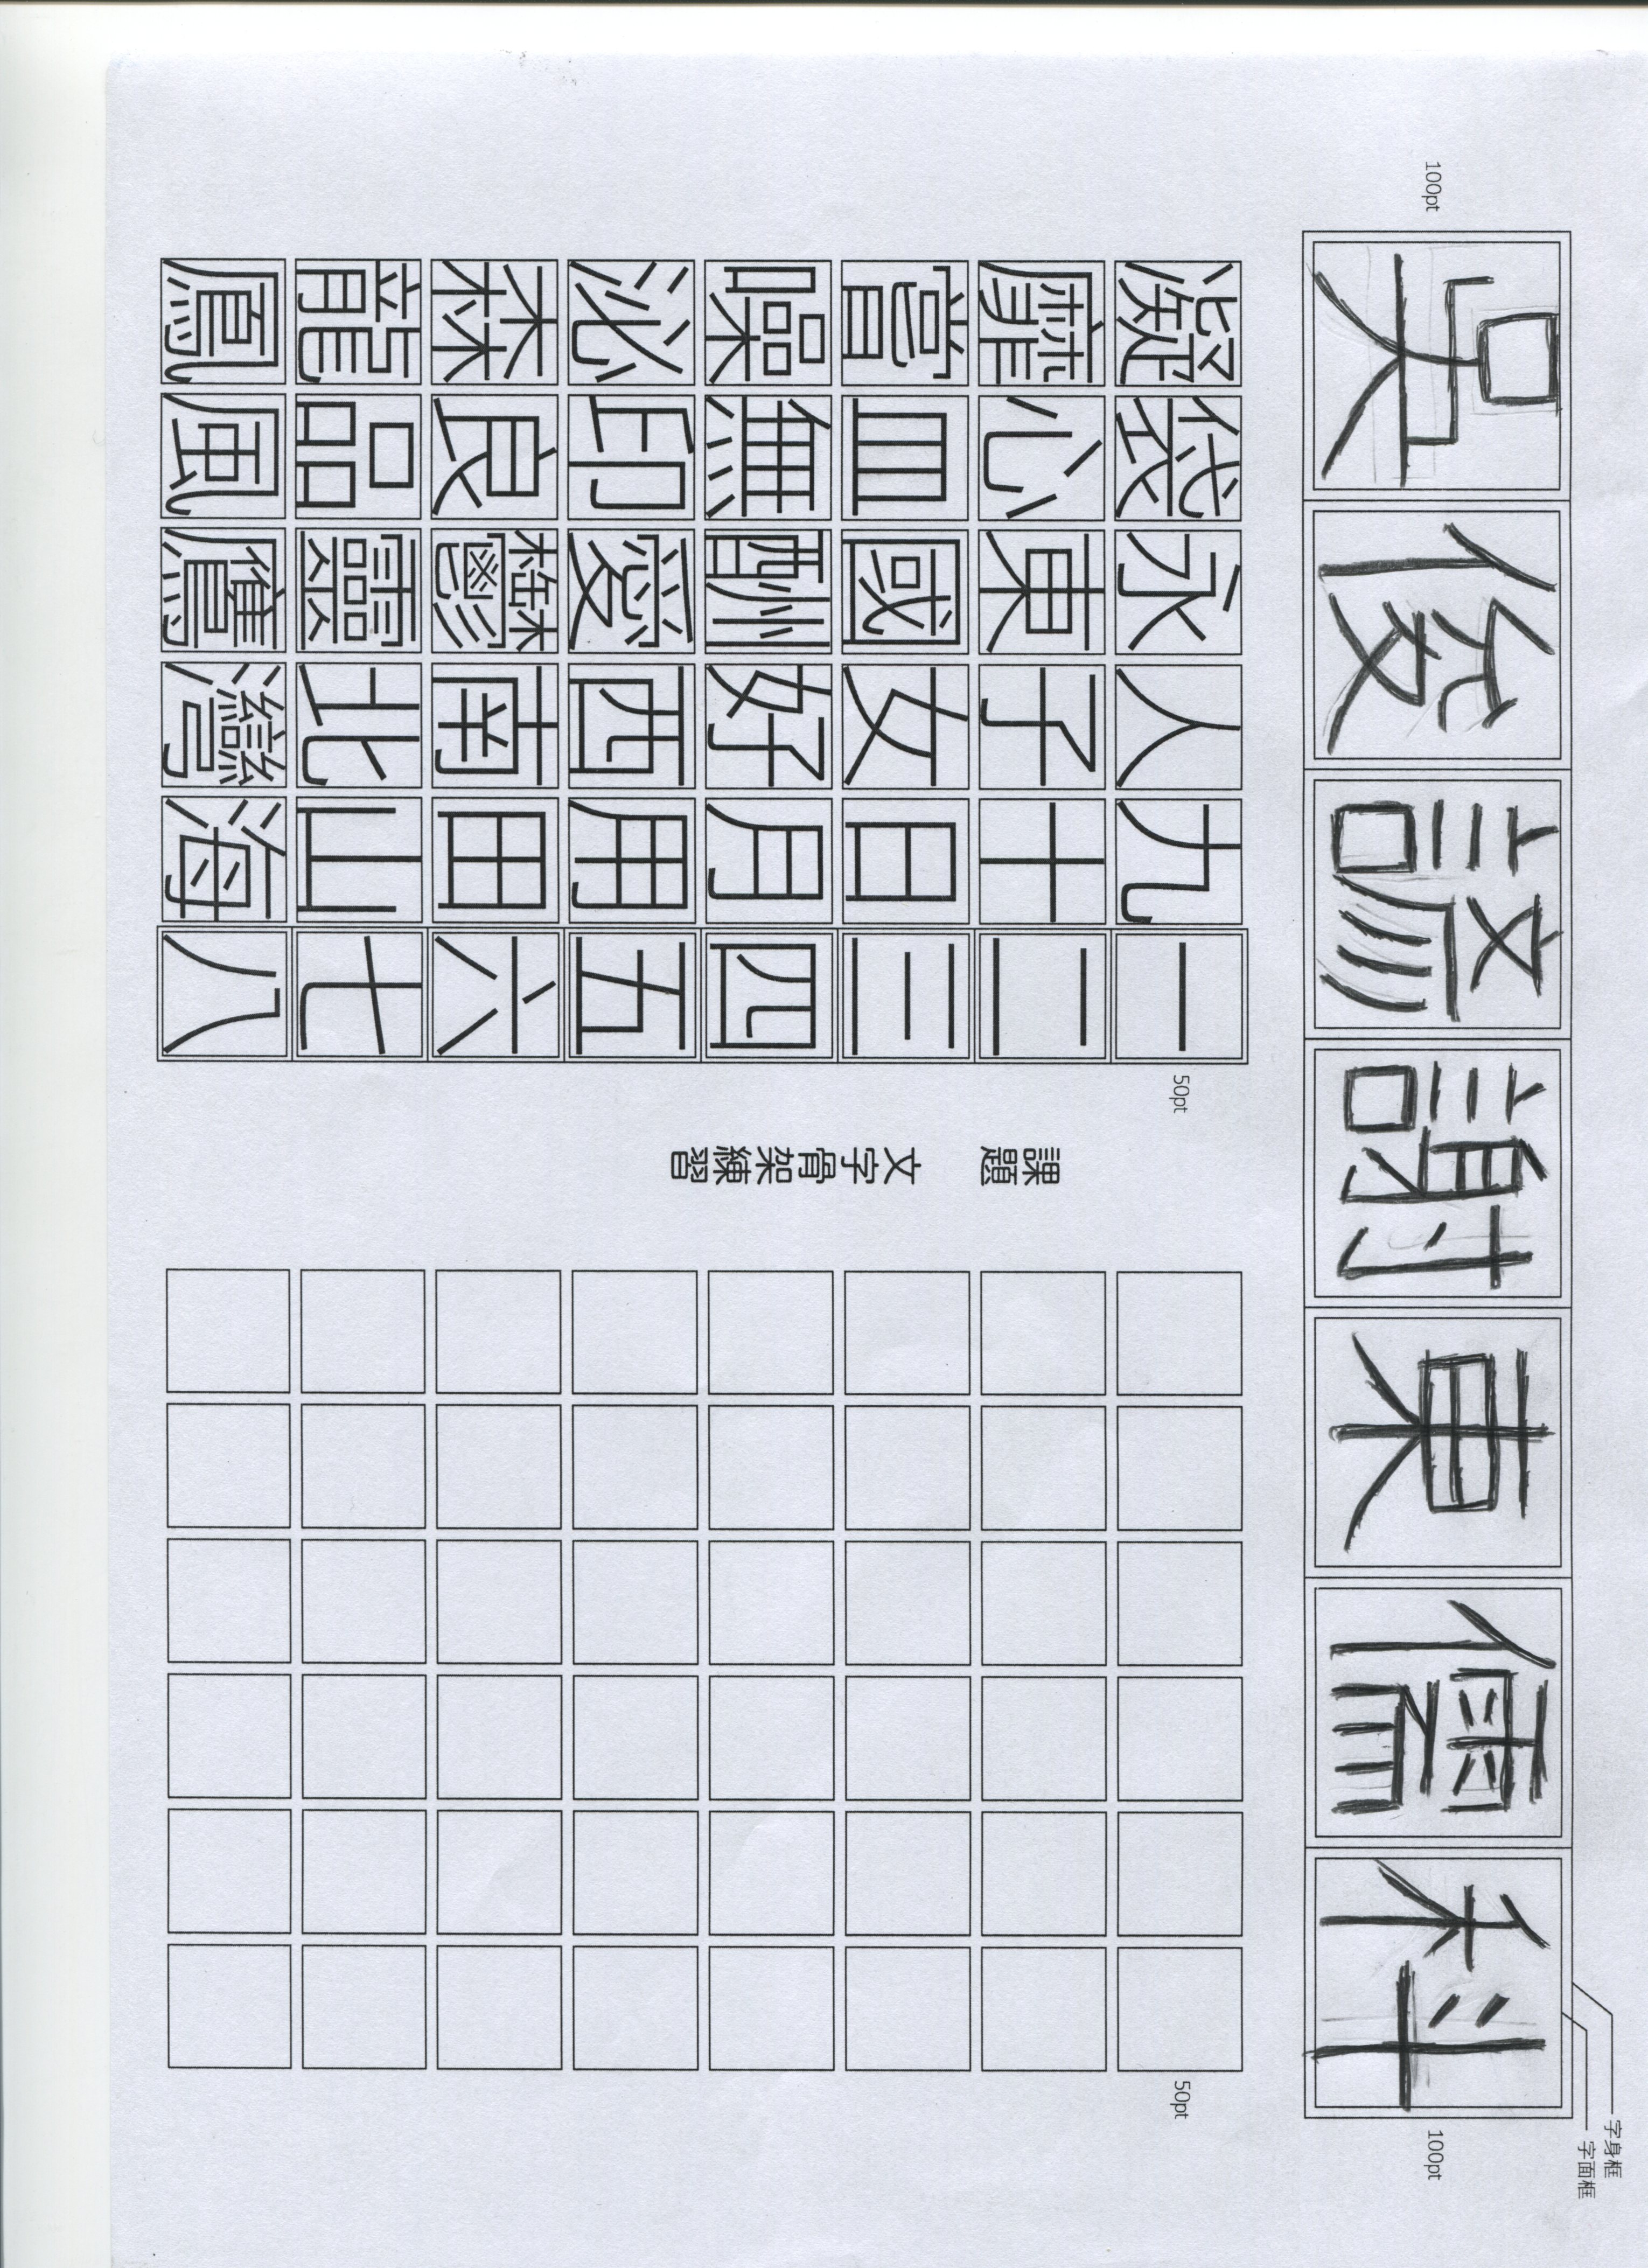 字身框
字面框
100pt
吳俊諺謝東儒科
100pt
50pt
課題 文字骨架練習
50pt
一二三四五六七八
九十日月用田山海
人子女好西南北灣
永東國酬愛鬱靈鷹
袋心皿無印良品風
凝靡嘗噪泌森龍鳳